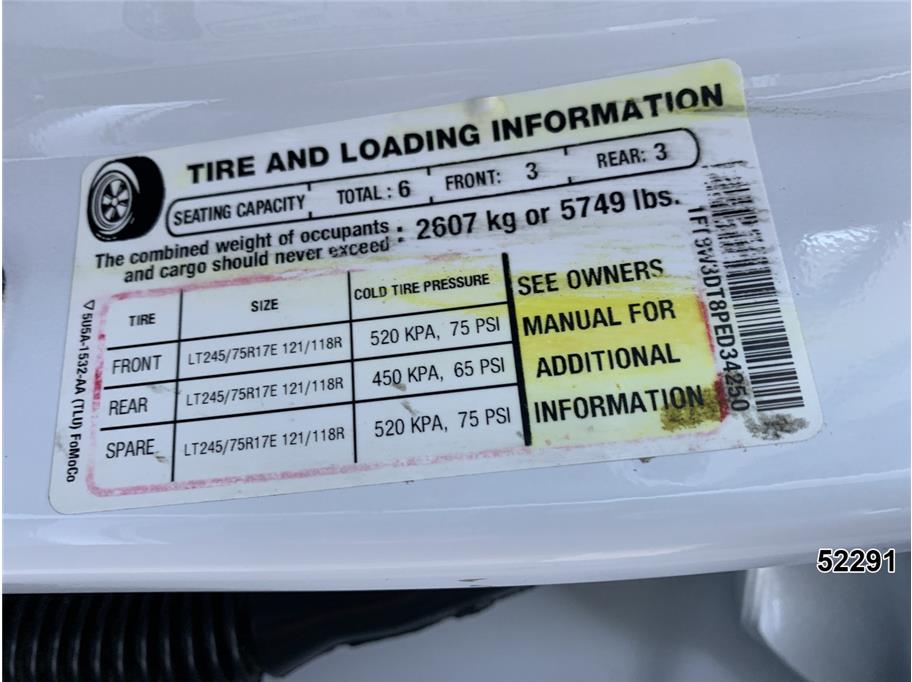 TIRE AND LOADING INFORMATION
SEATING CAPACITY TOTAL : 6 FRONT: 3 REAR: 3
The combined weight of occupants and cargo should never exceed : 2607 kg or 5749 lbs.
TIRE SIZE COLD TIRE PRESSURE
FRONT LT245/75R17E 121/118R 520 KPA, 75 PSI
REAR LT245/75R17E 121/118R 450 KPA, 65 PSI
SPARE LT245/75R17E 121/118R 520 KPA, 75 PSI
SEE OWNERS
MANUAL FOR
ADDITIONAL
INFORMATION
1FT8W3DT8PED34250
5U5A-1532-AA (TLU) FoMoCo
52291